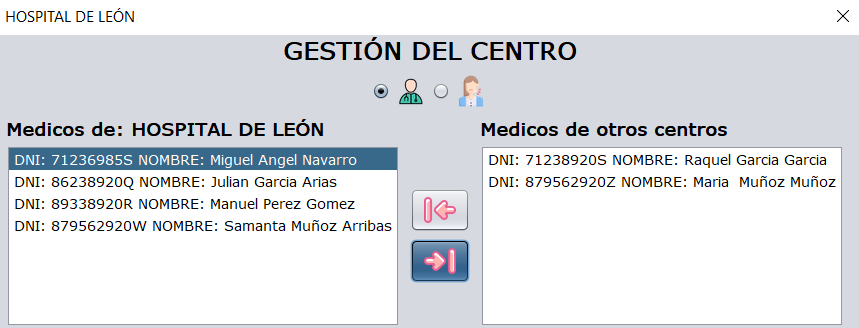 HOSPITAL DE LEÓN
GESTIÓN DEL CENTRO
Medicos de: HOSPITAL DE LEÓN
DNI: 71236985S NOMBRE: Miguel Angel Navarro
DNI: 86238920Q NOMBRE: Julian Garcia Arias
DNI: 89338920R NOMBRE: Manuel Perez Gomez
DNI: 879562920W NOMBRE: Samanta Muñoz Arribas
Medicos de otros centros
DNI: 71238920S NOMBRE: Raquel Garcia Garcia
DNI: 879562920Z NOMBRE: Maria  Muñoz Muñoz